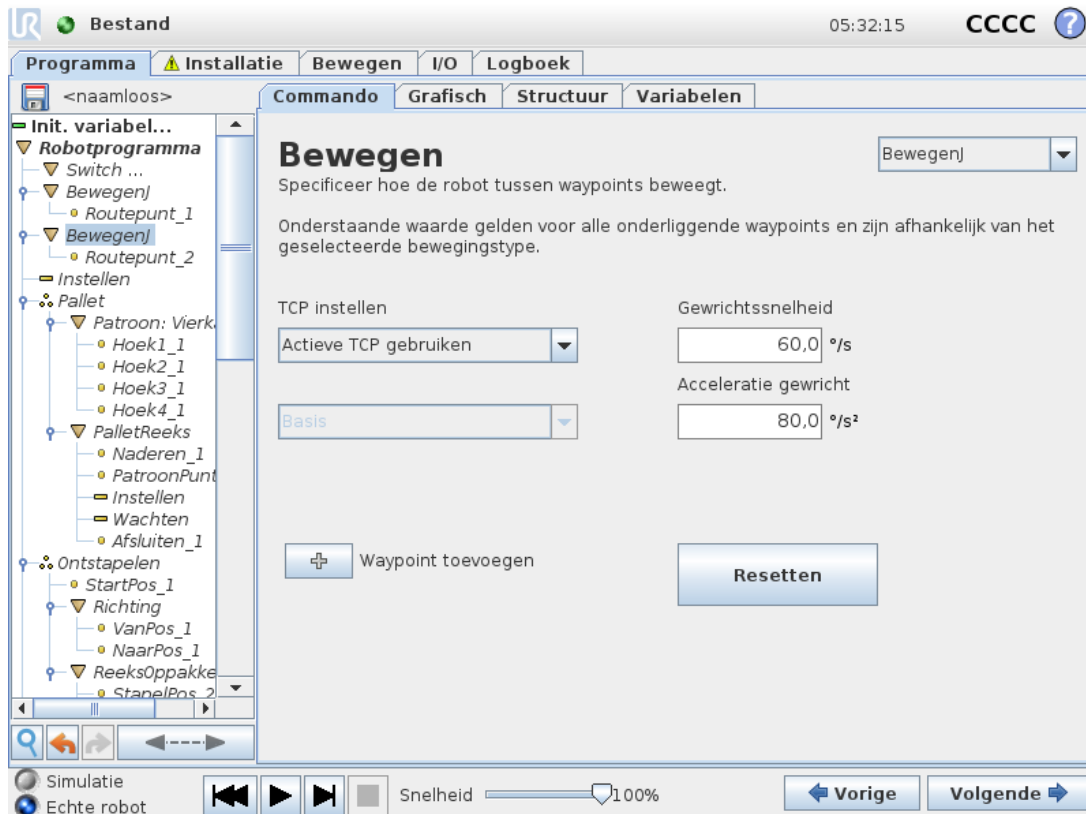 UR Bestand 05:32:15 CCCC ?
Programma Installatie Bewegen I/O Logboek
<naamloos>
Commando Grafisch Structuur Variabelen
Init. variabel...
Robotprogramma
Switch ...
BewegenJ
Routepunt_1
BewegenJ
Routepunt_2
Instellen
Pallet
Patroon: Vierk
Hoek1_1
Hoek2_1
Hoek3_1
Hoek4_1
PalletReeks
Naderen_1
PatroonPunt
Instellen
Wachten
Afsluiten_1
Ontstapelen
StartPos_1
Richting
VanPos_1
NaarPos_1
ReeksOppakke
StapelPos_2
Bewegen
BewegenJ
Specificeer hoe de robot tussen waypoints beweegt.
Onderstaande waarde gelden voor alle onderliggende waypoints en zijn afhankelijk van het
geselecteerde bewegingstype.
TCP instellen
Actieve TCP gebruiken
Basis
Gewrichtssnelheid
60,0 °/s
Acceleratie gewricht
80,0 °/s²
Waypoint toevoegen
Resetten
Simulatie
Echte robot
Snelheid 100%
Vorige
Volgende